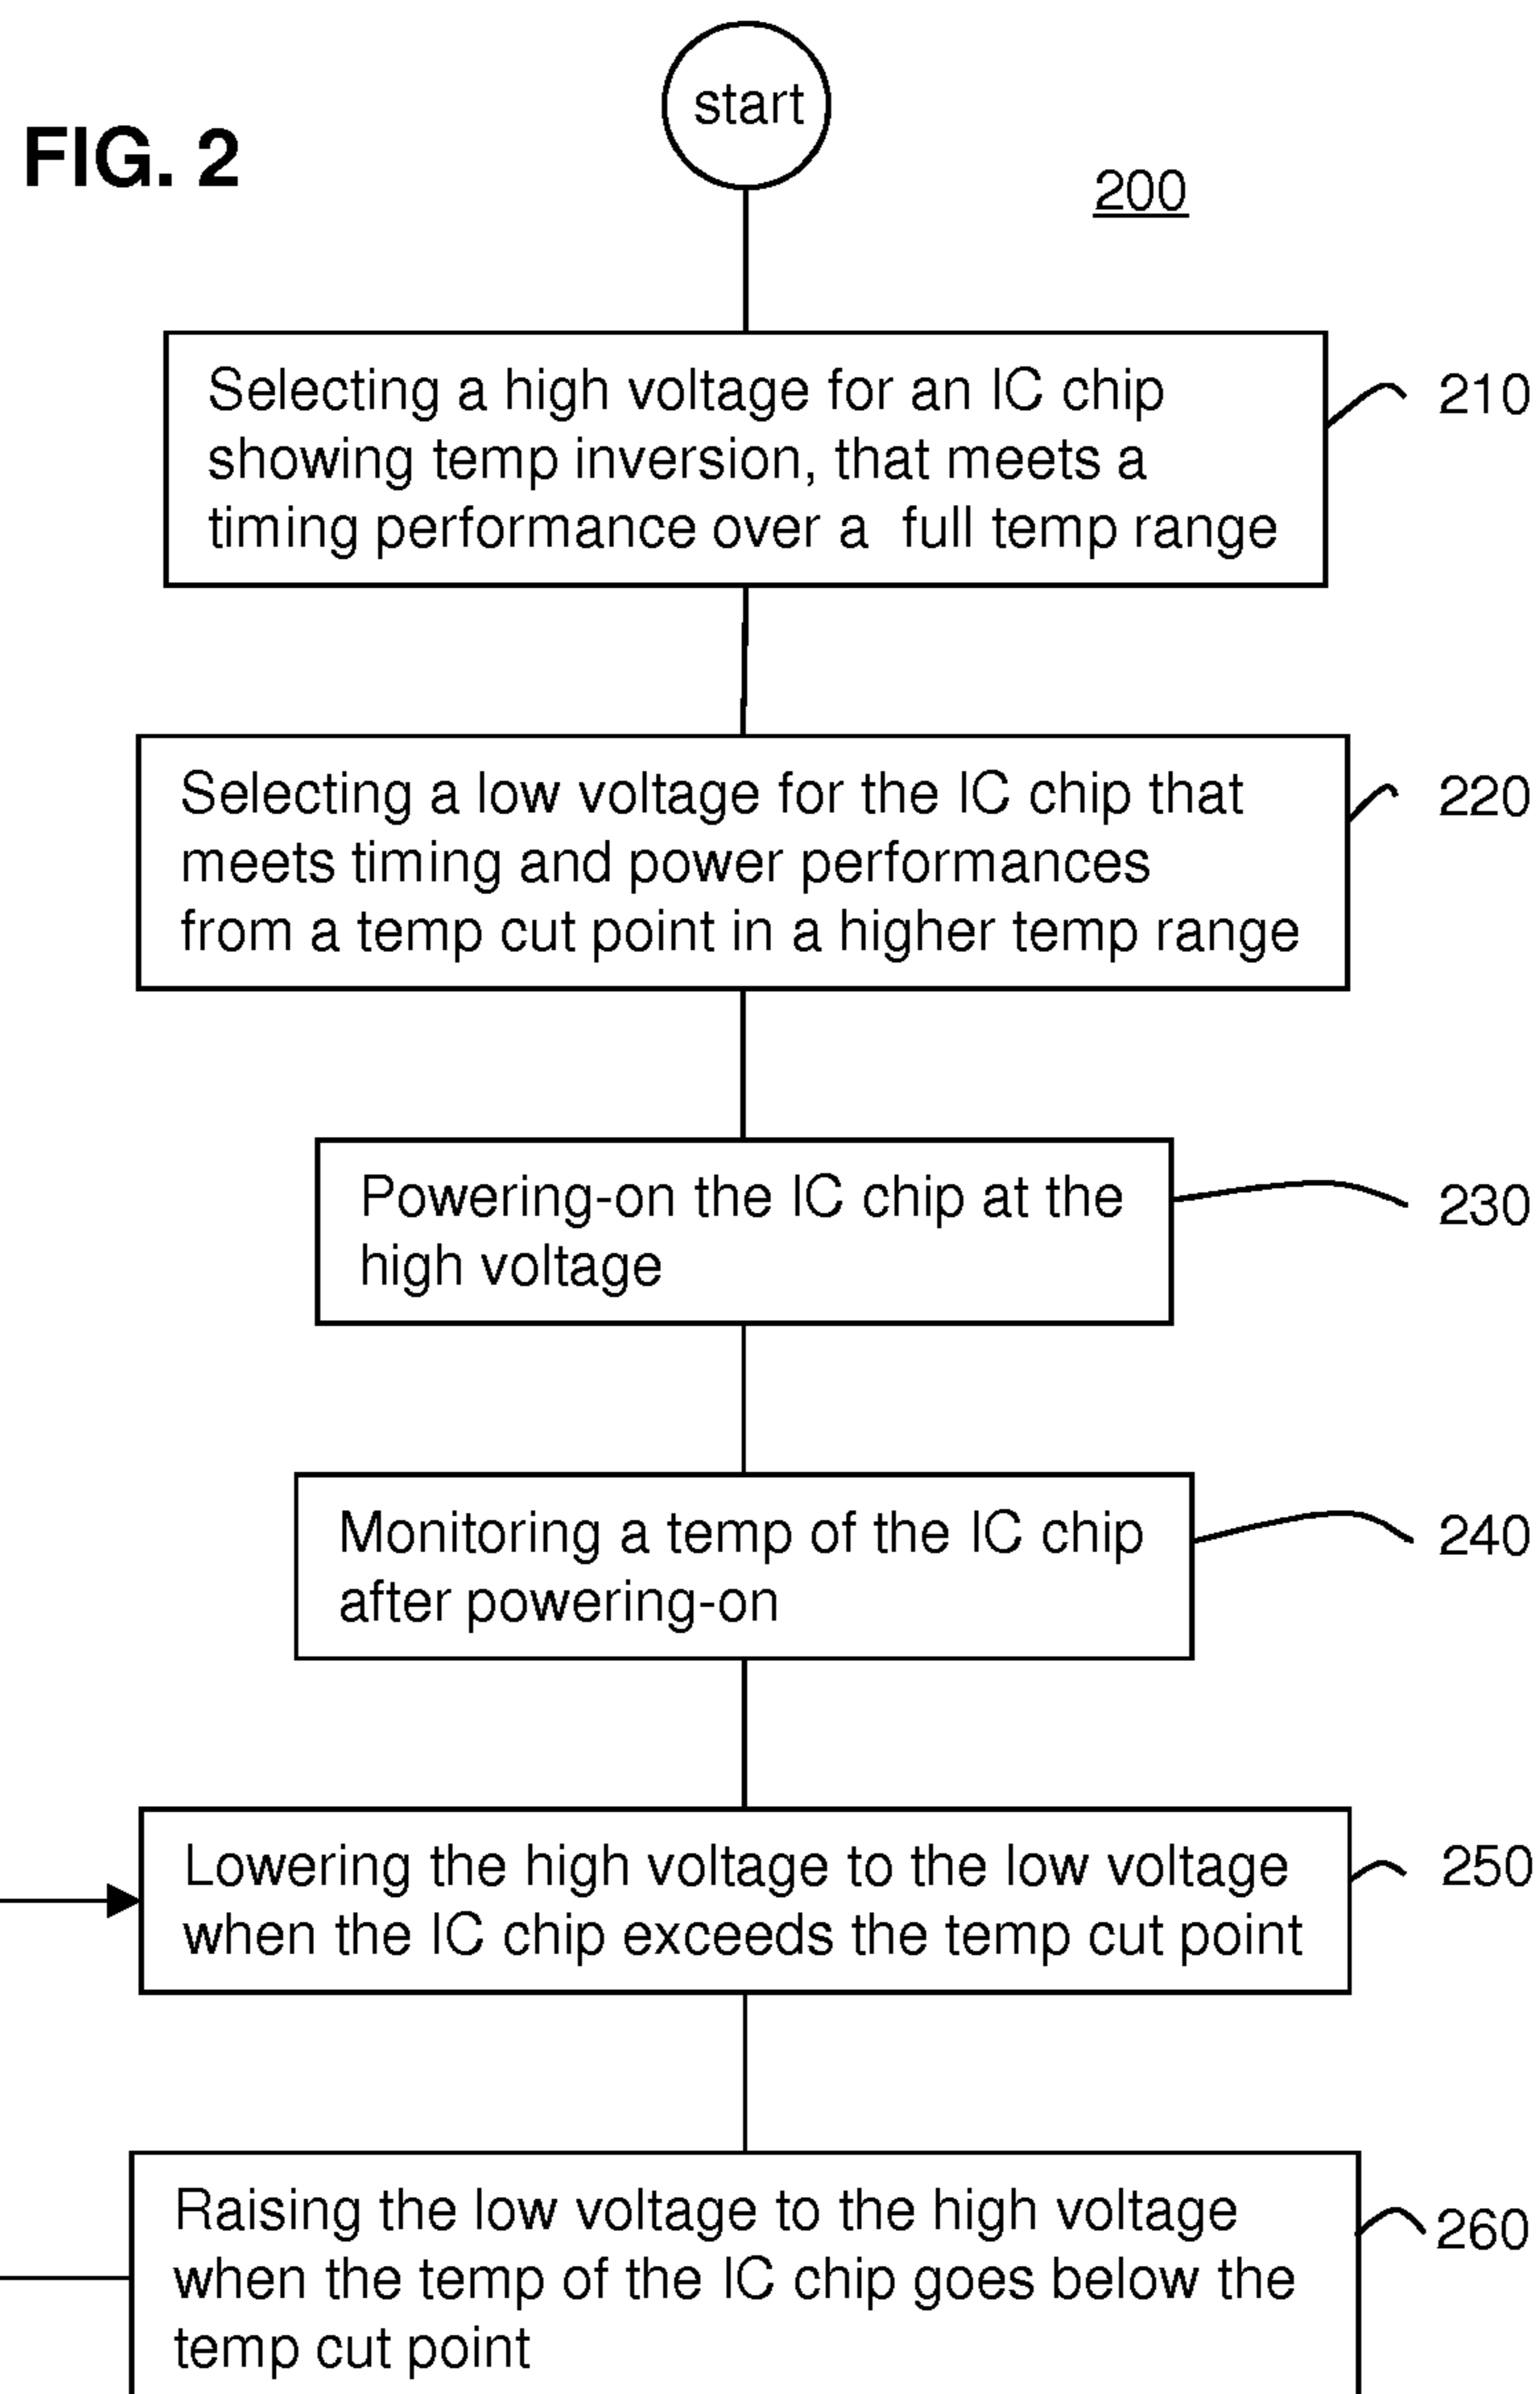 start
FIG. 2
200
Selecting a high voltage for an IC chip
showing temp inversion, that meets a
timing performance over a full temp range
210
Selecting a low voltage for the IC chip that
meets timing and power performances
from a temp cut point in a higher temp range
220
Powering-on the IC chip at the
high voltage
230
Monitoring a temp of the IC chip
after powering-on
240
Lowering the high voltage to the low voltage
when the IC chip exceeds the temp cut point
250
Raising the low voltage to the high voltage
when the temp of the IC chip goes below the
temp cut point
260